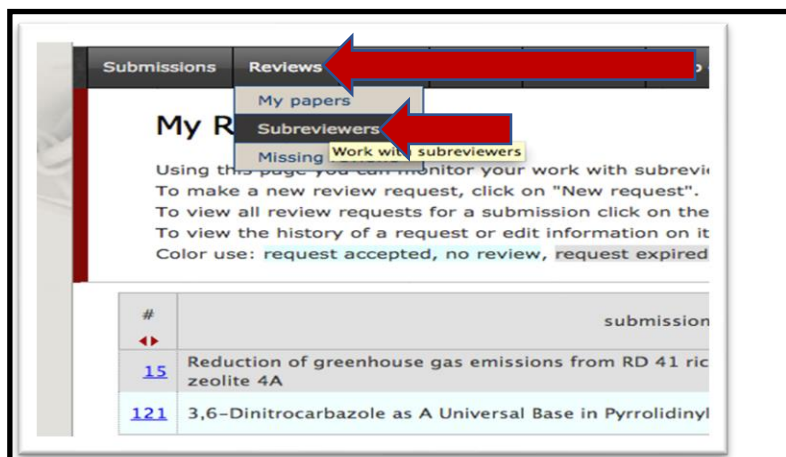 Submissions Reviews
My papers
My R
Subreviewers
Work with subreviewers
Missing
Using this page you can monitor your work with subrevi
To make a new review request, click on "New request".
To view all review requests for a submission click on the
To view the history of a request or edit information on it
Color use: request accepted, no review, request expired
#
submission
15 Reduction of greenhouse gas emissions from RD 41 ric
zeolite 4A
121 3,6-Dinitrocarbazole as A Universal Base in Pyrrolidinyl